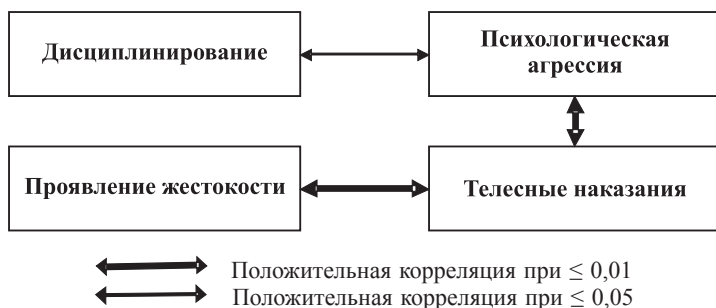 Дисциплинирование
Психологическая
агрессия
Проявление жестокости
Телесные наказания
Положительная корреляция при ≤ 0,01
Положительная корреляция при ≤ 0,05